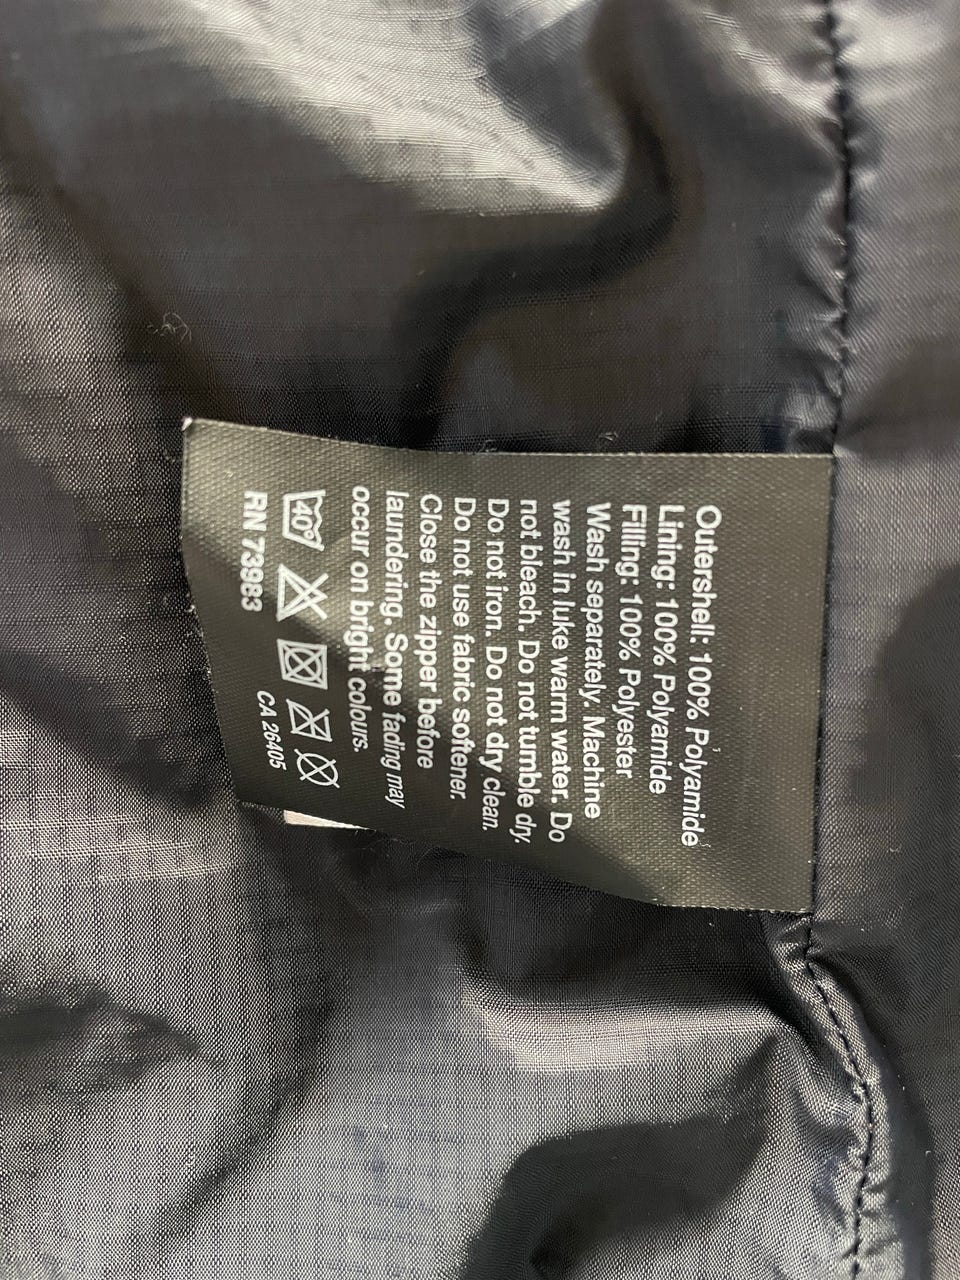 Outershell: 100% Polyamide
Lining: 100% Polyamide
Filling: 100% Polyester
Wash separately. Machine
wash in luke warm water. Do
not bleach. Do not tumble dry.
Do not iron. Do not dry clean.
Do not use fabric softener.
Close the zipper before
laundering. Some fading may
occur on bright colours.
40°
RN 73983 CA 26405